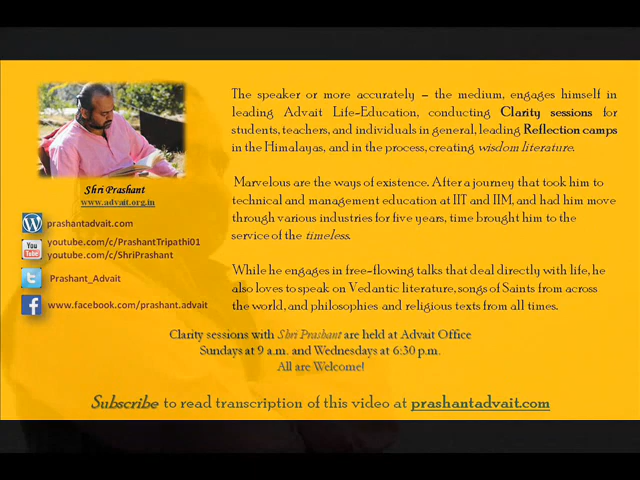 The speaker or more accurately – the medium, engages himself in
leading Advait Life-Education, conducting Clarity sessions for
students, teachers, and individuals in general, leading Reflection camps
in the Himalayas, and in the process, creating wisdom literature.
Marvelous are the ways of existence. After a journey that took him to
technical and management education at IIT and IIM, and had him move
through various industries for five years, time brought him to the
service of the timeless.
While he engages in free-flowing talks that deal directly with life, he
also loves to speak on Vedantic literature, songs of Saints from across
the world, and philosophies and religious texts from all times.
Shri Prashant
www.advait.org.in
prashantadvait.com
You
Tube
youtube.com/c/PrashantTripathi01
youtube.com/c/ShriPrashant
Prashant_Advait
www.facebook.com/prashant.advait
Clarity sessions with Shri Prashant are held at Advait Office
Sundays at 9 a.m. and Wednesdays at 6:30 p.m.
All are Welcome!
Subscribe to read transcription of this video at prashantadvait.com